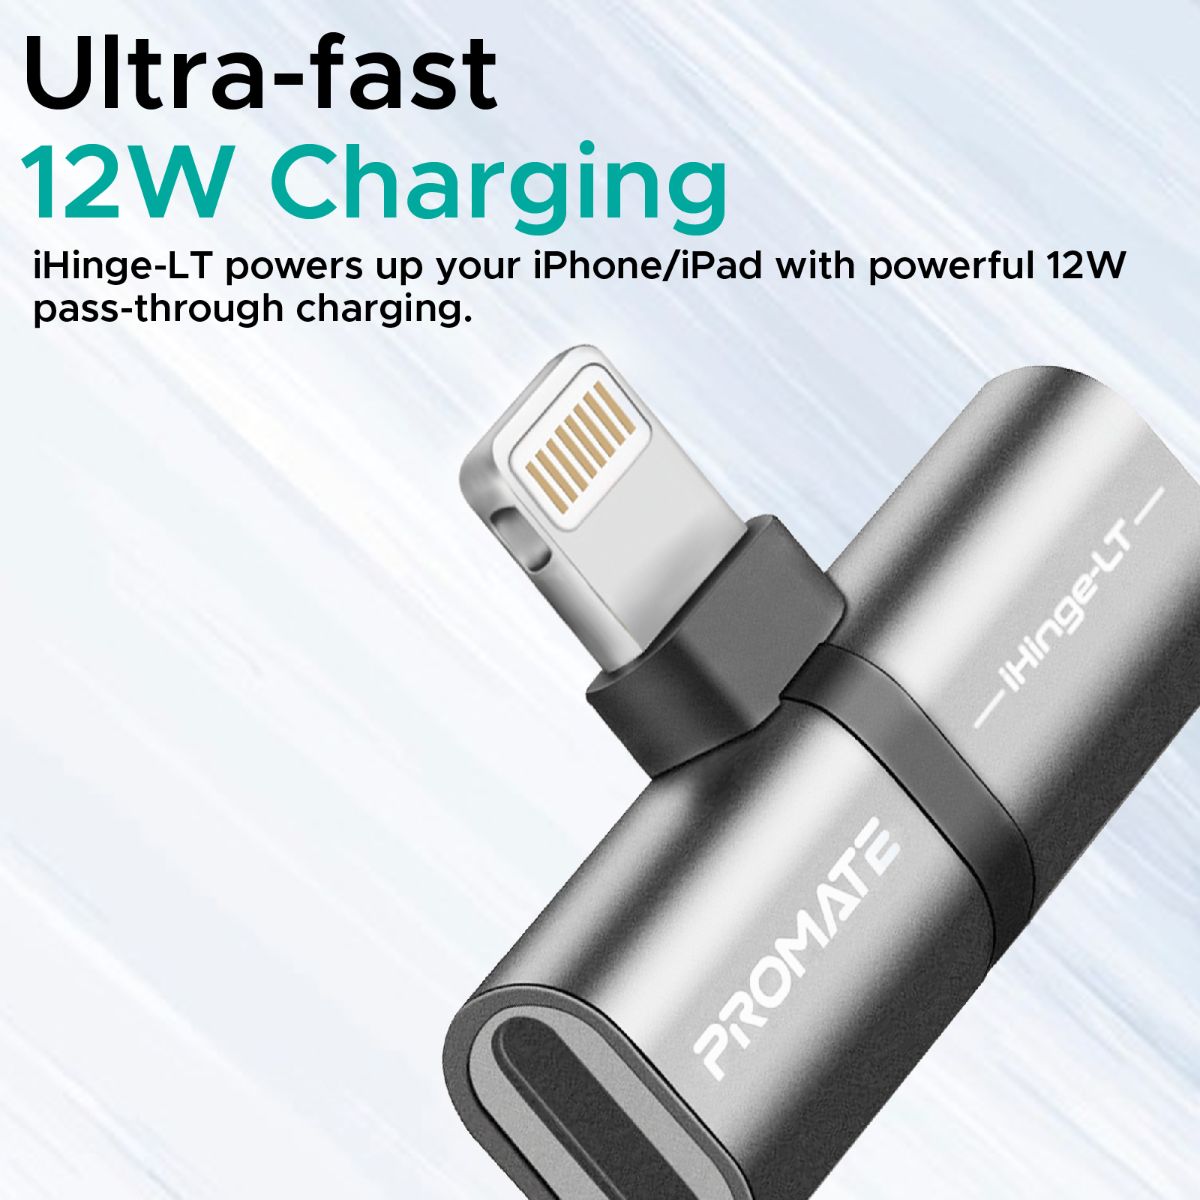 Ultra-fast
12W Charging
iHinge-LT powers up your iPhone/iPad with powerful 12W
pass-through charging.
iHinge-LT
PROMATE